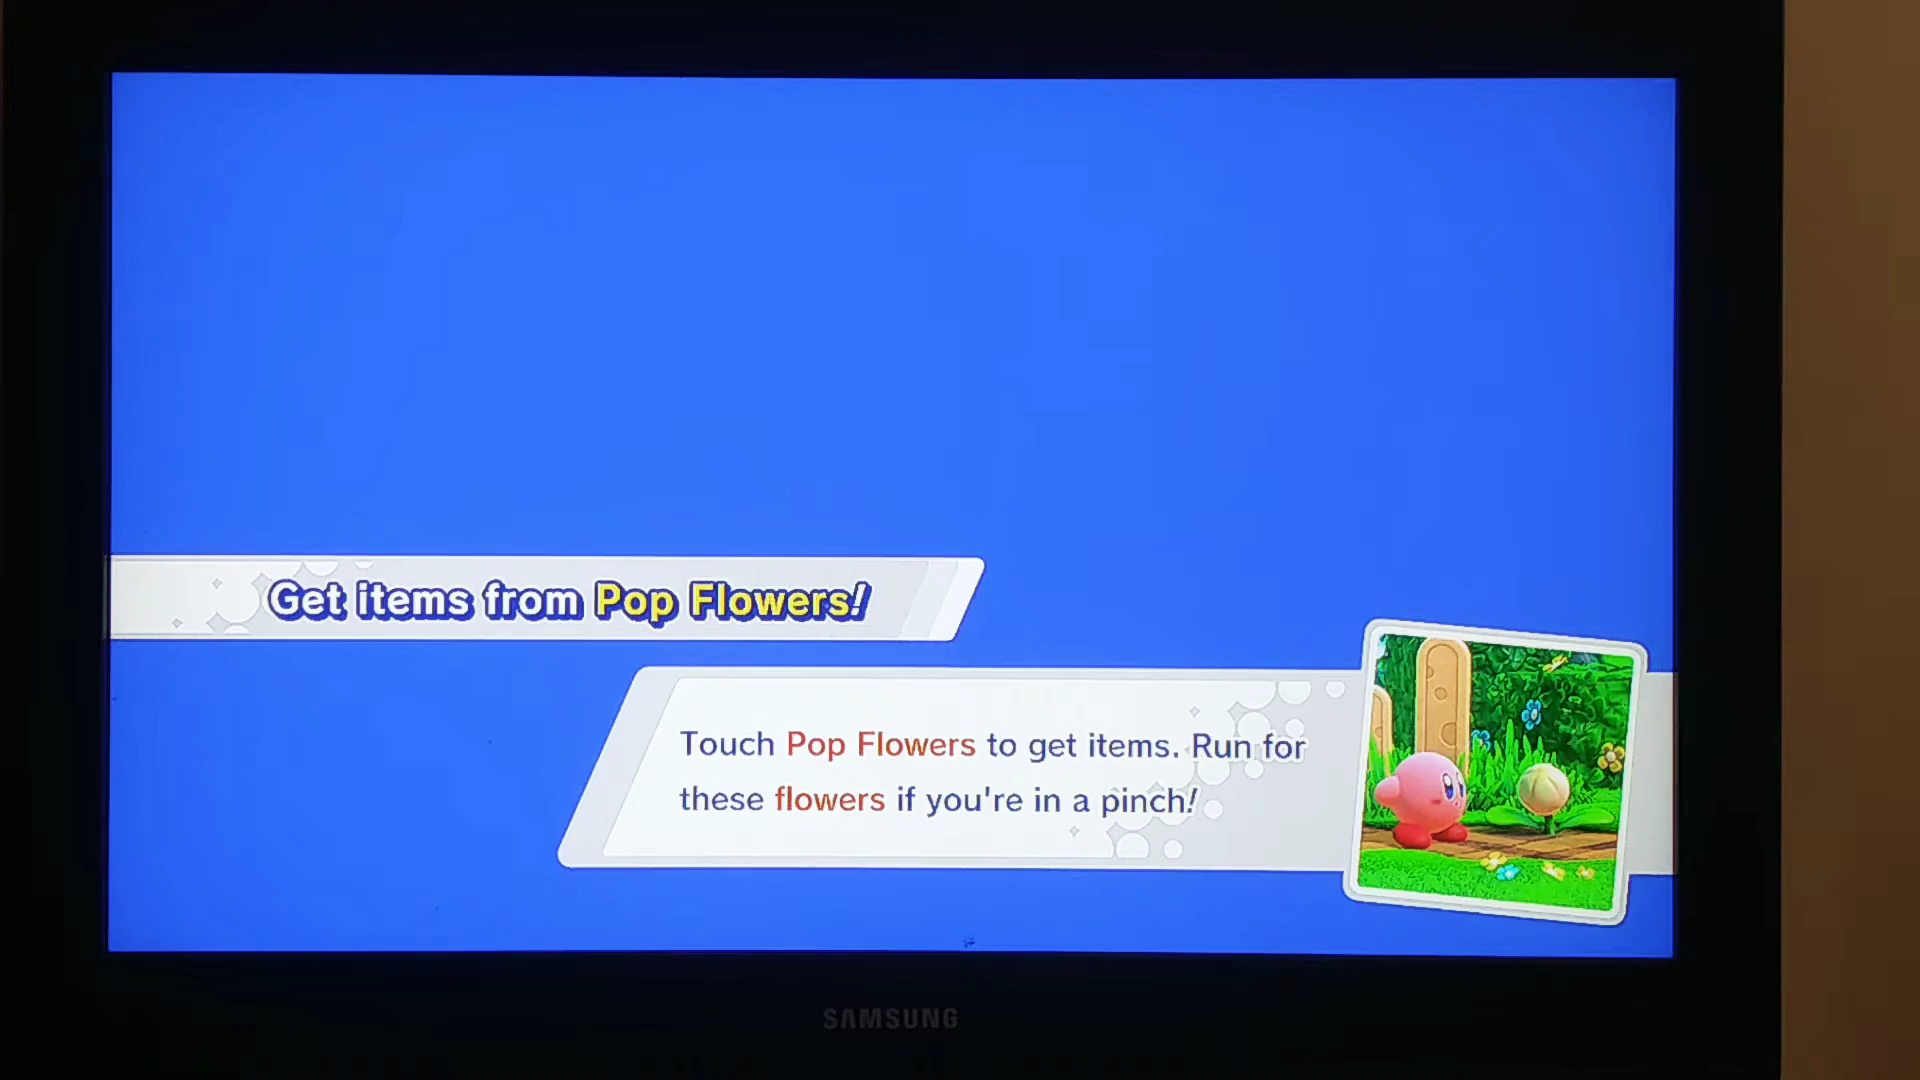 Get items from Pop Flowers!
Touch Pop Flowers to get items. Run for
these flowers if you're in a pinch!
SAMSUNG